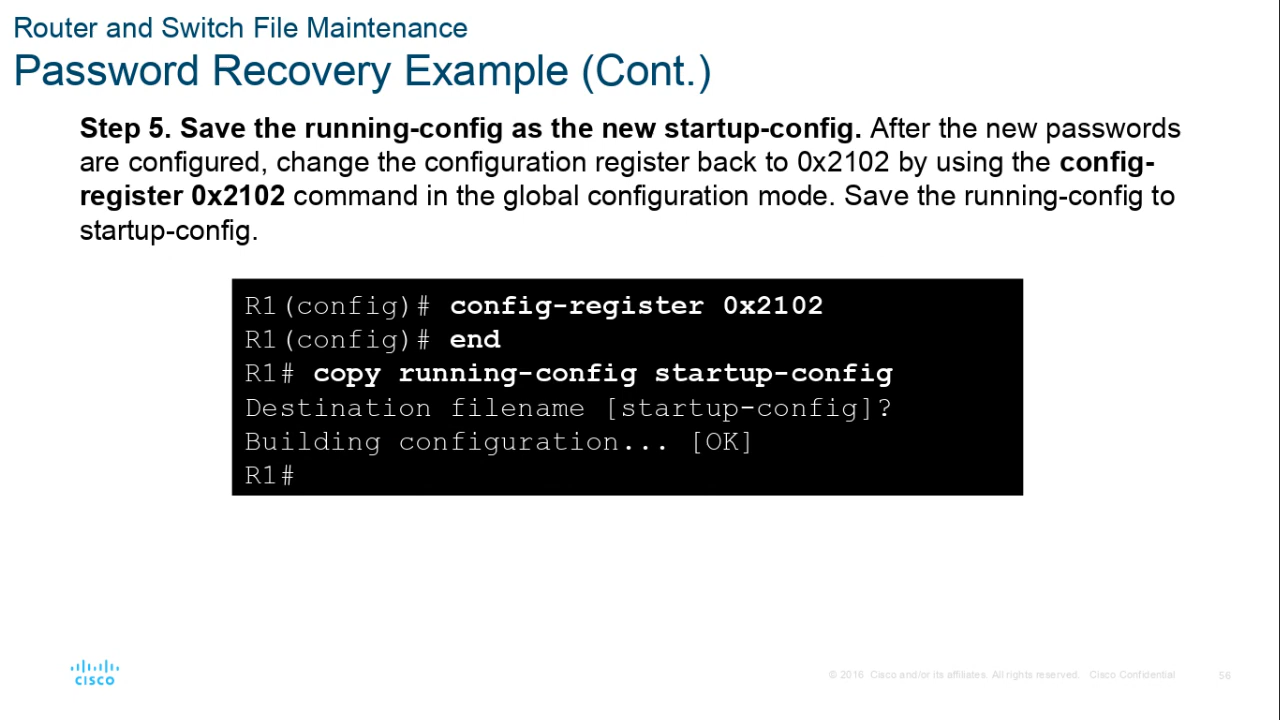 Router and Switch File Maintenance
Password Recovery Example (Cont.)
Step 5. Save the running-config as the new startup-config. After the new passwords
are configured, change the configuration register back to 0x2102 by using the config-
register 0x2102 command in the global configuration mode. Save the running-config to
startup-config.
R1(config)# config-register 0x2102
R1(config)# end
R1# copy running-config startup-config
Destination filename [startup-config]?
Building configuration... [OK]
R1#
CISCO
© 2016 Cisco and/or its affiliates. All rights reserved. Cisco Confidential
56